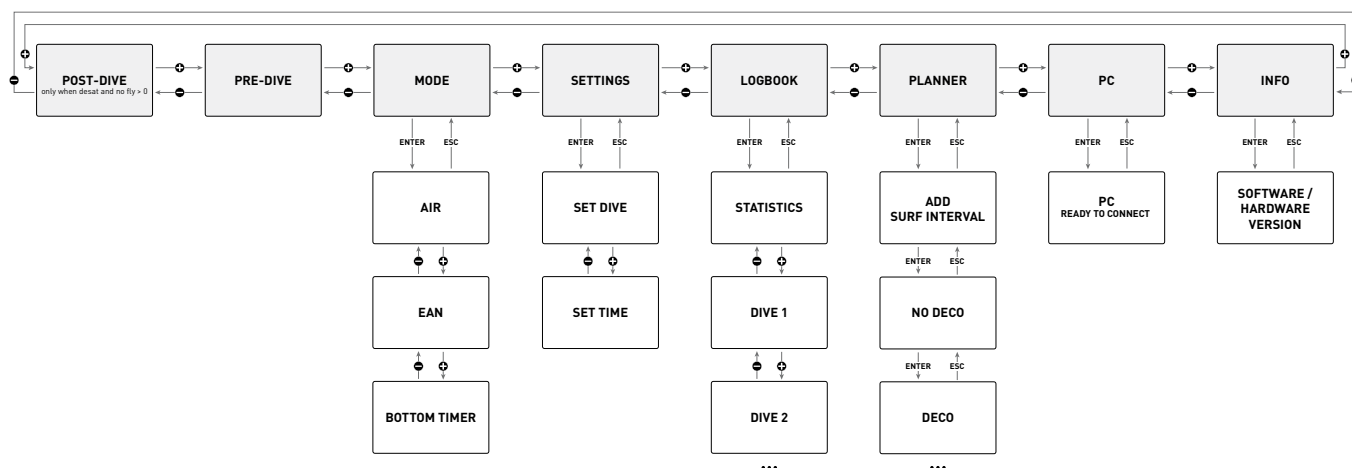 POST-DIVE
only when desat and no fly > 0
PRE-DIVE
MODE
SETTINGS
LOGBOOK
PLANNER
PC
INFO
ENTER ESC
ENTER ESC
ENTER ESC
ENTER ESC
ENTER ESC
ENTER ESC
AIR
SET DIVE
STATISTICS
ADD
SURF INTERVAL
PC
READY TO CONNECT
SOFTWARE /
HARDWARE
VERSION
ENTER ESC
EAN
SET TIME
DIVE 1
NO DECO
ENTER ESC
BOTTOM TIMER
DIVE 2
DECO